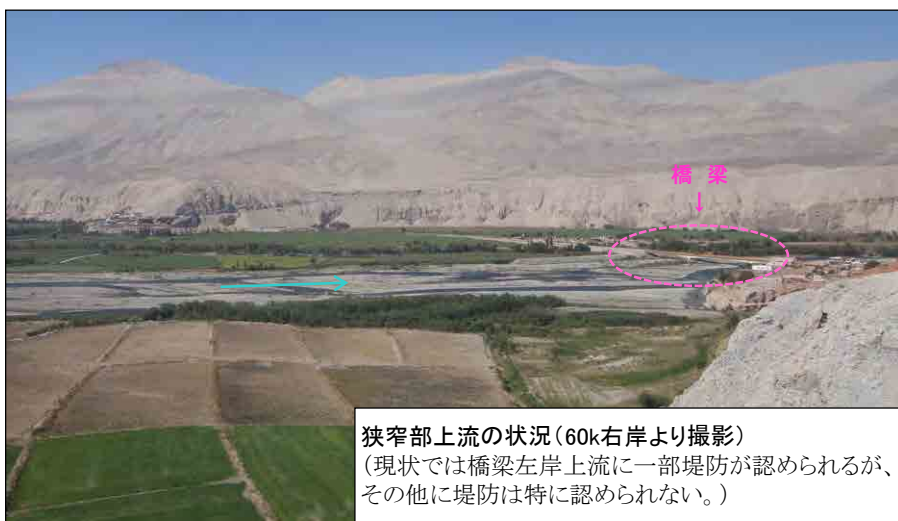 橋 梁
狭窄部上流の状況（60k右岸より撮影）
（現状では橋梁左岸上流に一部堤防が認められるが、
その他に堤防は特に認められない。）